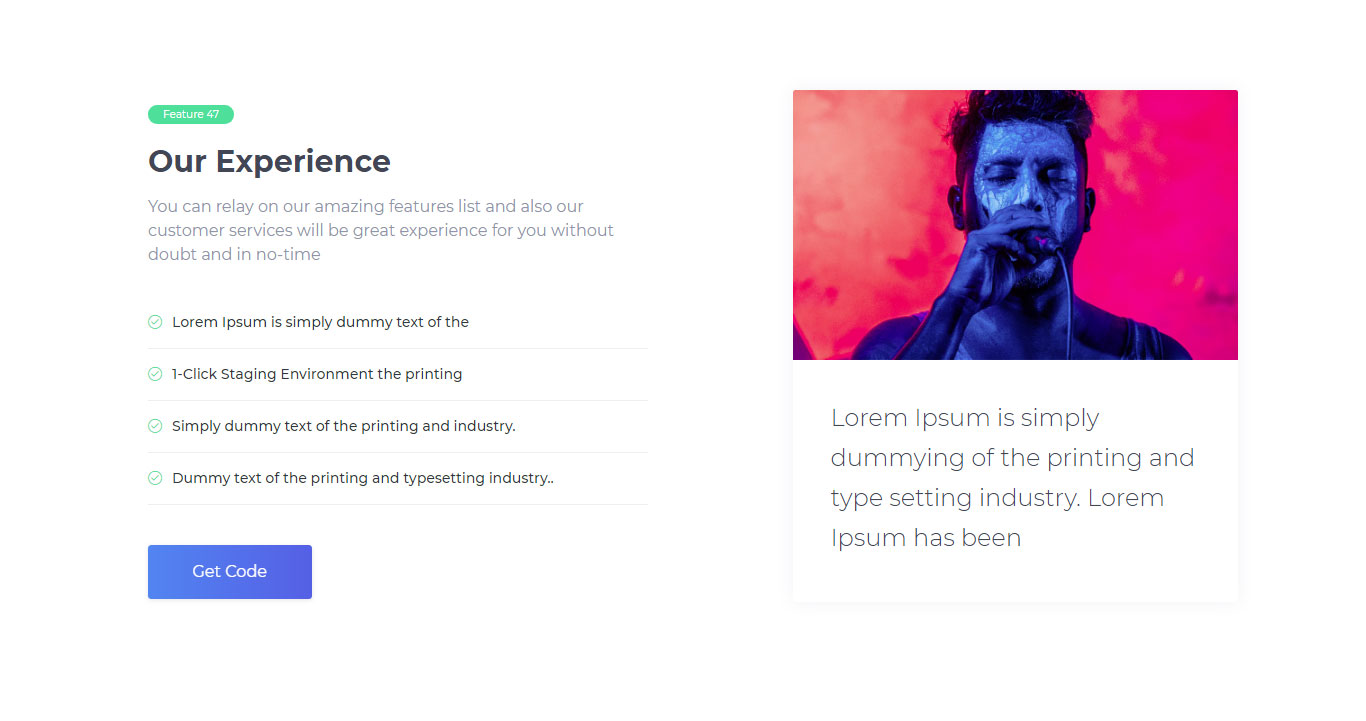 Feature 47
Our Experience
You can relay on our amazing features list and also our
customer services will be great experience for you without
doubt and in no-time
Lorem Ipsum is simply dummy text of the
1-Click Staging Environment the printing
Simply dummy text of the printing and industry.
Dummy text of the printing and typesetting industry..
Get Code
Lorem Ipsum is simply
dummying of the printing and
type setting industry. Lorem
Ipsum has been